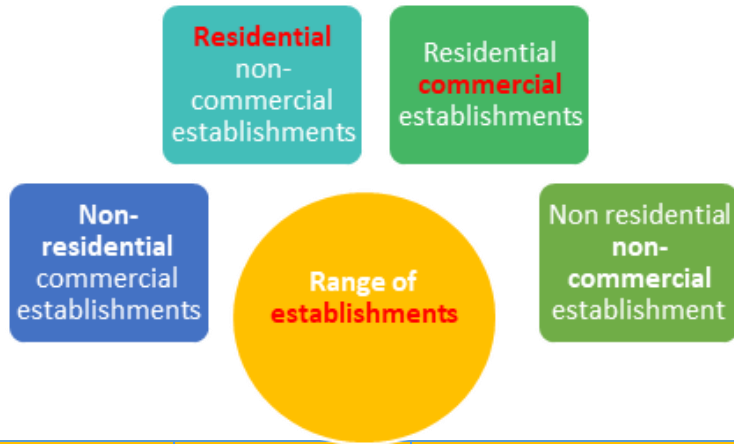 Residential
non-
commercial
establishments
Residential
commercial
establishments
Non-
residential
commercial
establishments
Range of
establishments
Non residential
non-
commercial
establishment